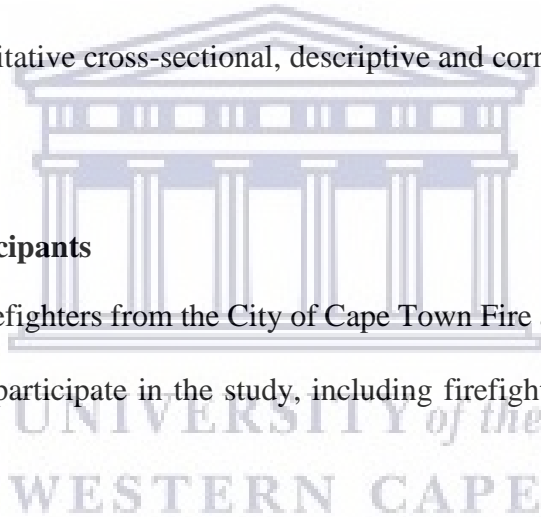 itative cross-sectional, descriptive and corr
cipants
efighters from the City of Cape Town Fire
participate in the study, including firefight
UNIVERSITY of the
WESTERN CAPE